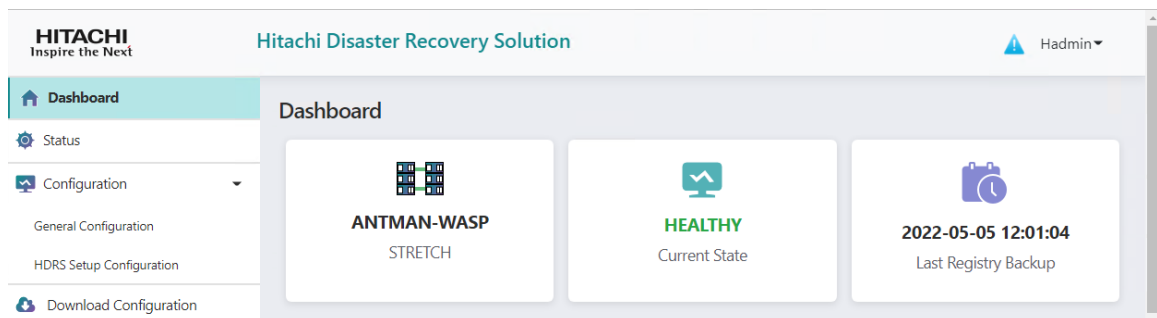 HITACHI
Inspire the Next
Hitachi Disaster Recovery Solution
Hadmin
Dashboard
Status
Configuration
General Configuration
HDRS Setup Configuration
Download Configuration
Dashboard
ANTMAN-WASP
STRETCH
HEALTHY
Current State
2022-05-05 12:01:04
Last Registry Backup